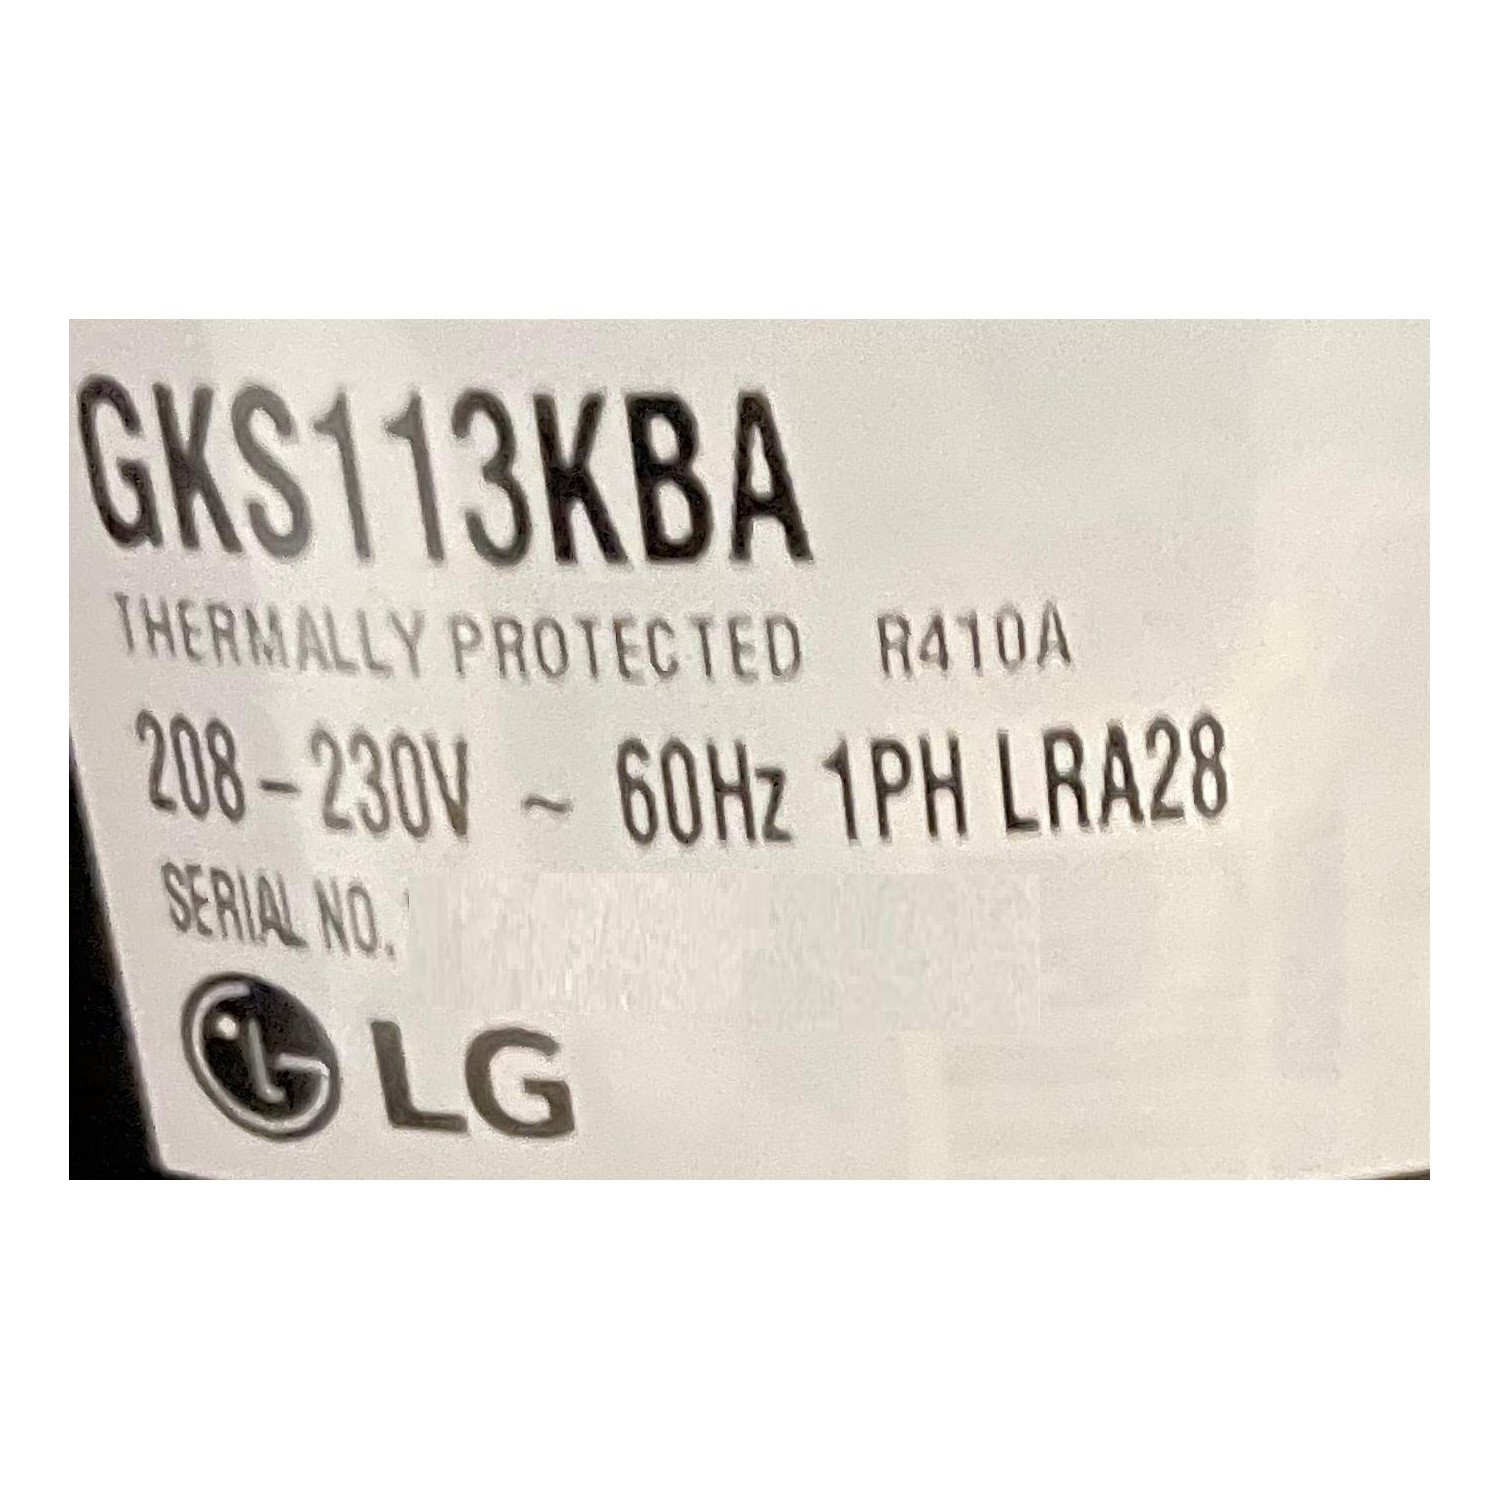 GKS113KBA
THERMALLY PROTECTED R410A
208-230V ~ 60Hz 1PH LRA28
SERIAL NO.
LG